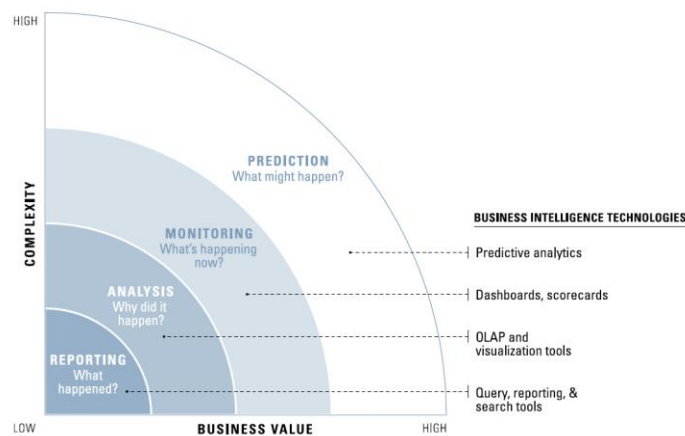 HIGH
COMPLEXITY
PREDICTION
What might happen?
MONITORING
What's happening
now?
ANALYSIS
Why did it
happen?
REPORTING
What
happened?
LOW
BUSINESS VALUE
HIGH
BUSINESS INTELLIGENCE TECHNOLOGIES
Predictive analytics
Dashboards, scorecards
OLAP and
visualization tools
Query, reporting, &
search tools